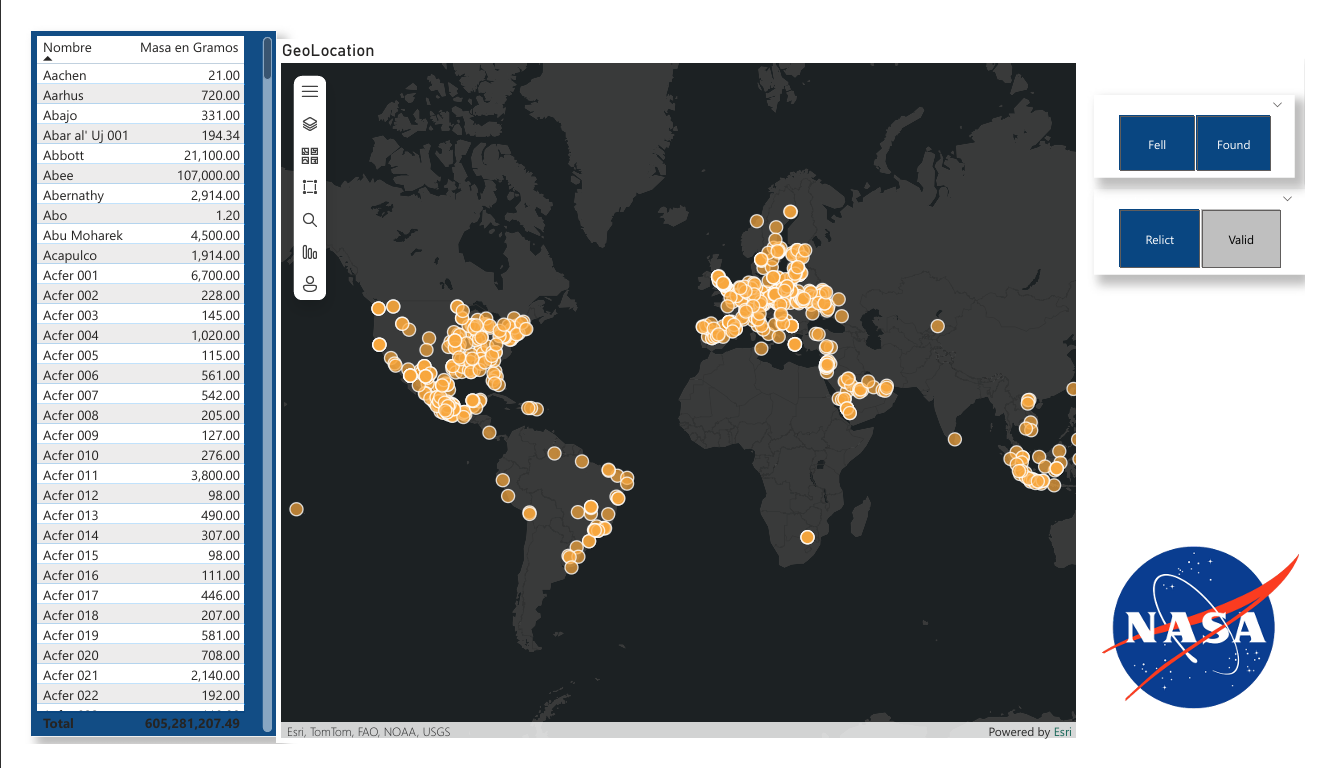 GeoLocation
Nombre Masa en Gramos
Aachen 21.00
Aarhus 720.00
Abajo 331.00
Abar al' Uj 001 194.34
Abbott 21,100.00
Abee 107,000.00
Abernathy 2,914.00
Abo 1.20
Abu Moharek 4,500.00
Acapulco 1,914.00
Acfer 001 6,700.00
Acfer 002 228.00
Acfer 003 145.00
Acfer 004 1,020.00
Acfer 005 115.00
Acfer 006 561.00
Acfer 007 542.00
Acfer 008 205.00
Acfer 009 127.00
Acfer 010 276.00
Acfer 011 3,800.00
Acfer 012 98.00
Acfer 013 490.00
Acfer 014 307.00
Acfer 015 98.00
Acfer 016 111.00
Acfer 017 446.00
Acfer 018 207.00
Acfer 019 581.00
Acfer 020 708.00
Acfer 021 2,140.00
Acfer 022 192.00
Total 605,281,207.49
Esri, TomTom, FAO, NOAA, USGS
Powered by Esri
Fell Found
Relict Valid
NASA